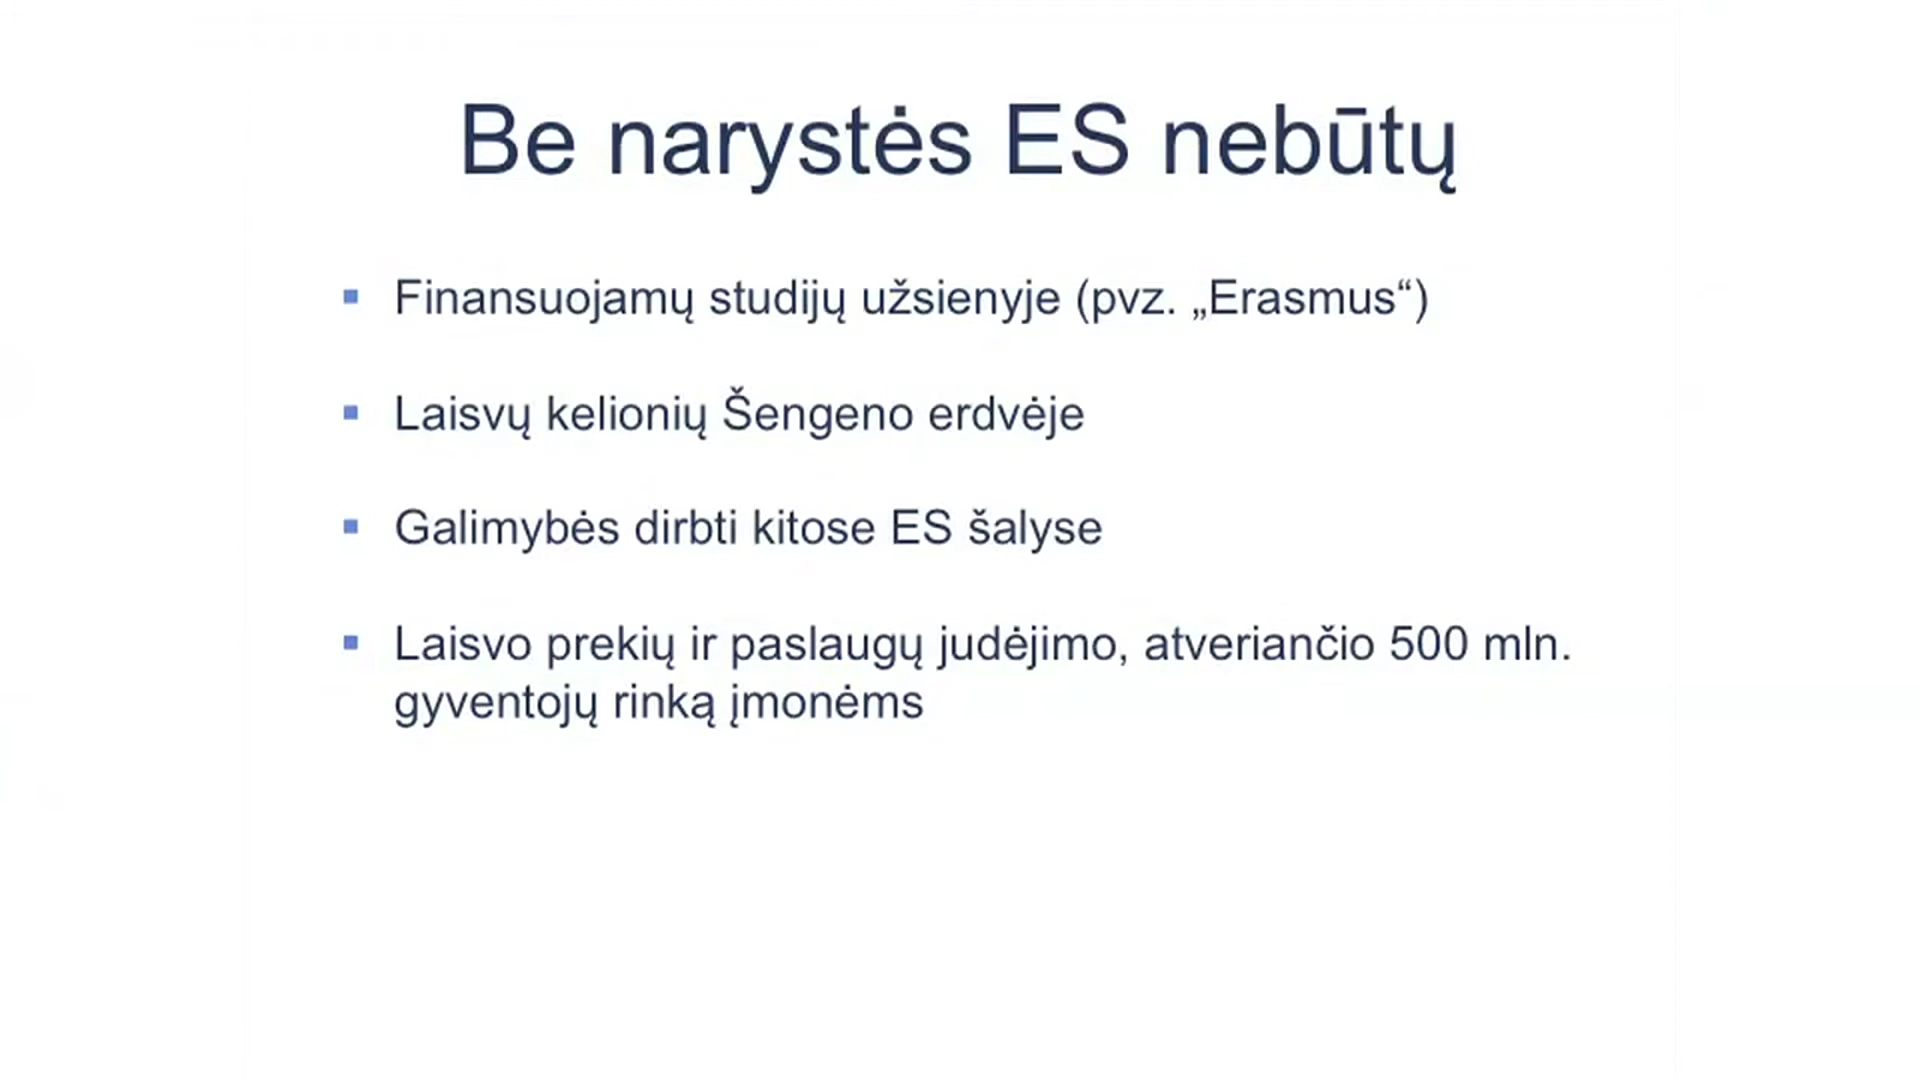 Be narystės ES nebūtų
▪ Finansuojamų studijų užsienyje (pvz. „Erasmus“)
▪ Laisvų kelionių Šengeno erdvėje
▪ Galimybės dirbti kitose ES šalyse
▪ Laisvo prekių ir paslaugų judėjimo, atveriančio 500 mln.
gyventojų rinką įmonėms